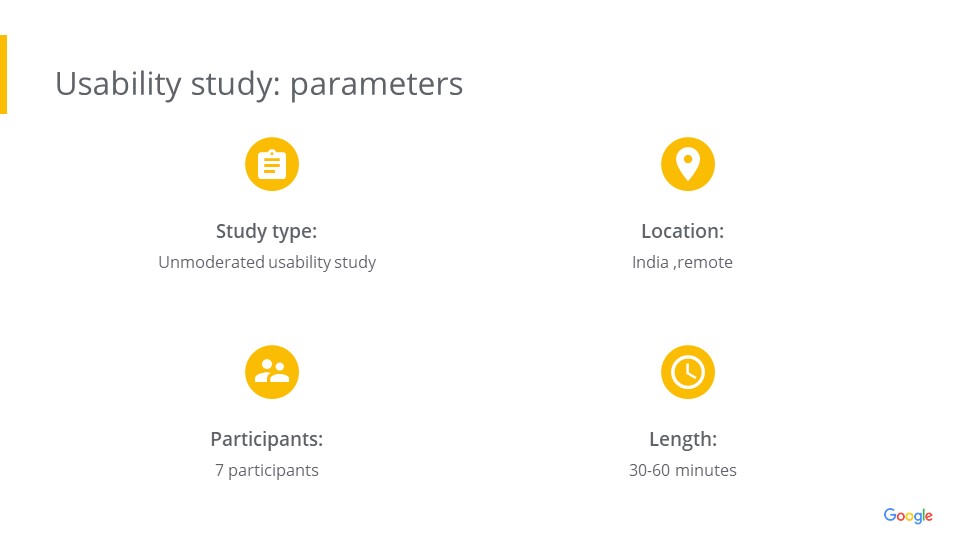 Usability study: parameters
Study type:
Unmoderated usability study
Location:
India ,remote
Participants:
7 participants
Length:
30-60 minutes
Google